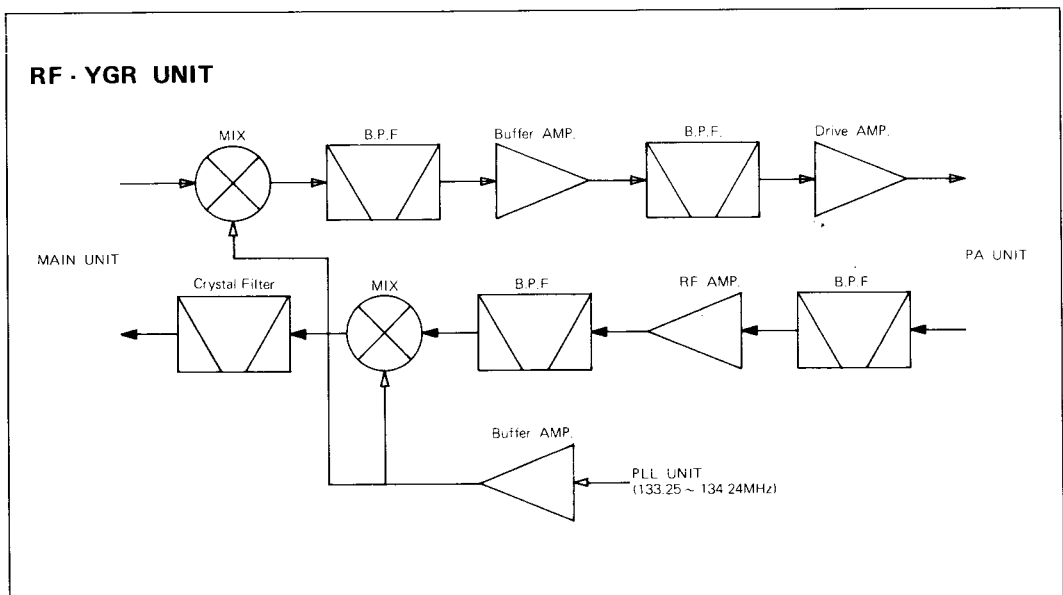 RF · YGR UNIT
MIX
B.P.F
Buffer AMP.
B.P.F.
Drive AMP.
MAIN UNIT
PA UNIT
Crystal Filter
MIX
B.P.F
RF AMP.
B.P.F
Buffer AMP.
PLL UNIT
(133.25 ~ 134.24MHz)